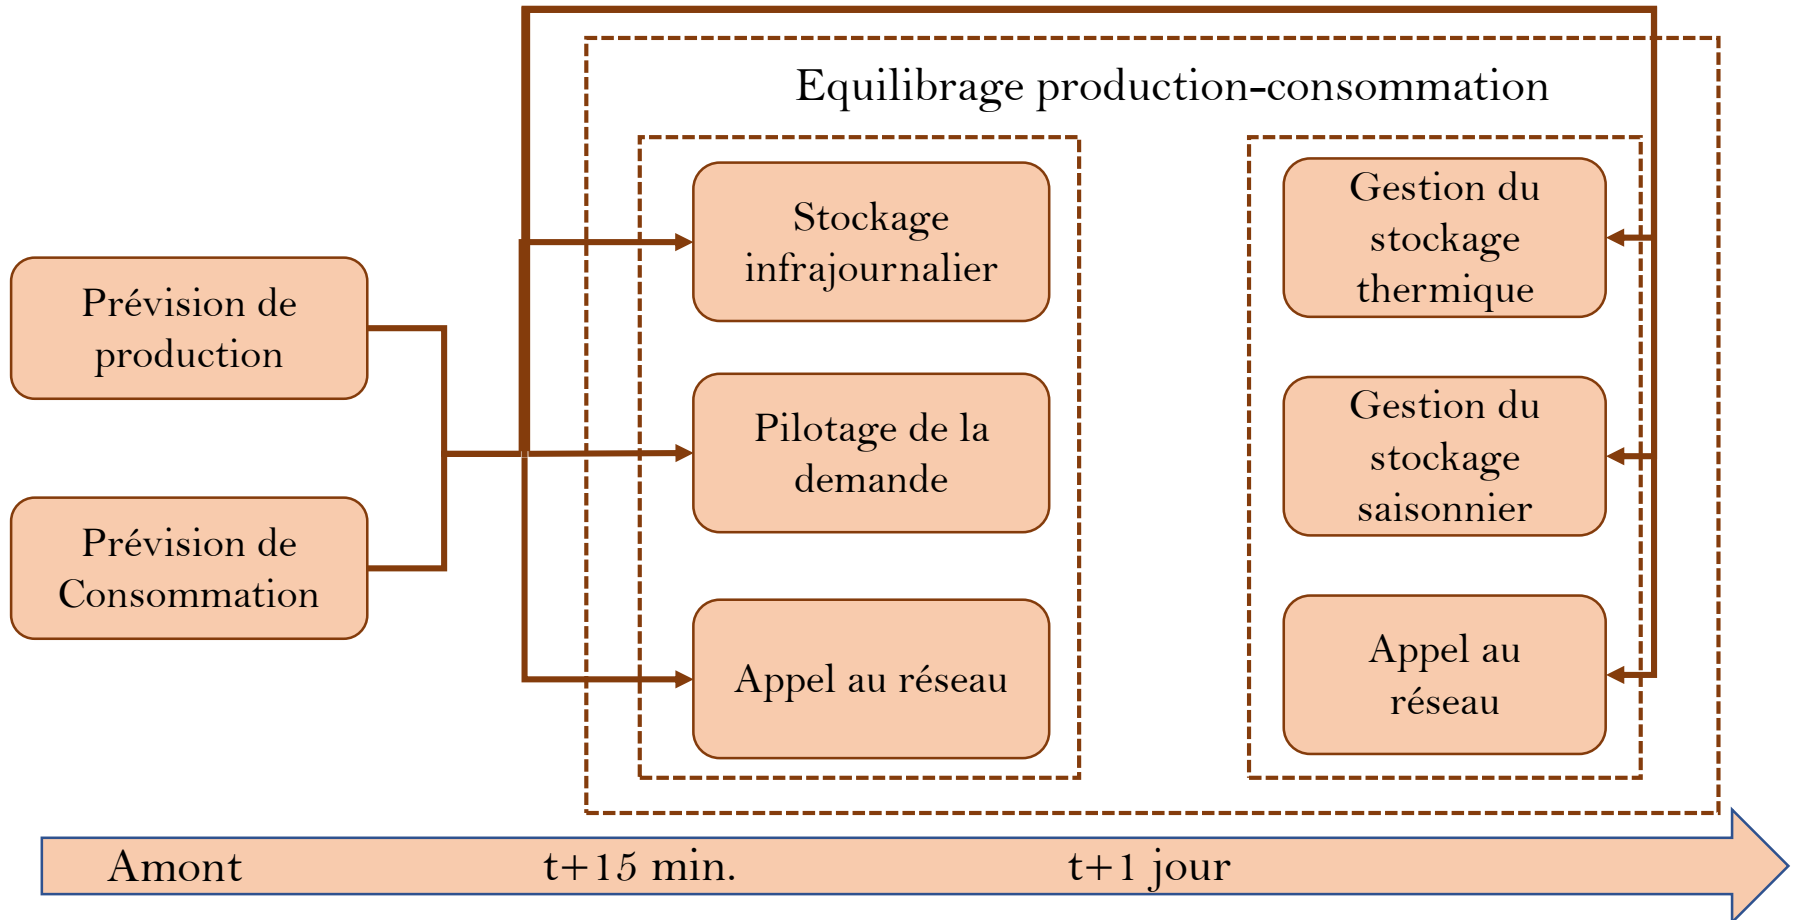 Equilibrage production-consommation
Prévision de
production
Prévision de
Consommation
Stockage
infrajournalier
Pilotage de la
demande
Appel au réseau
Gestion du
stockage
thermique
Gestion du
stockage
saisonnier
Appel au
réseau
Amont
t+15 min.
t+1 jour